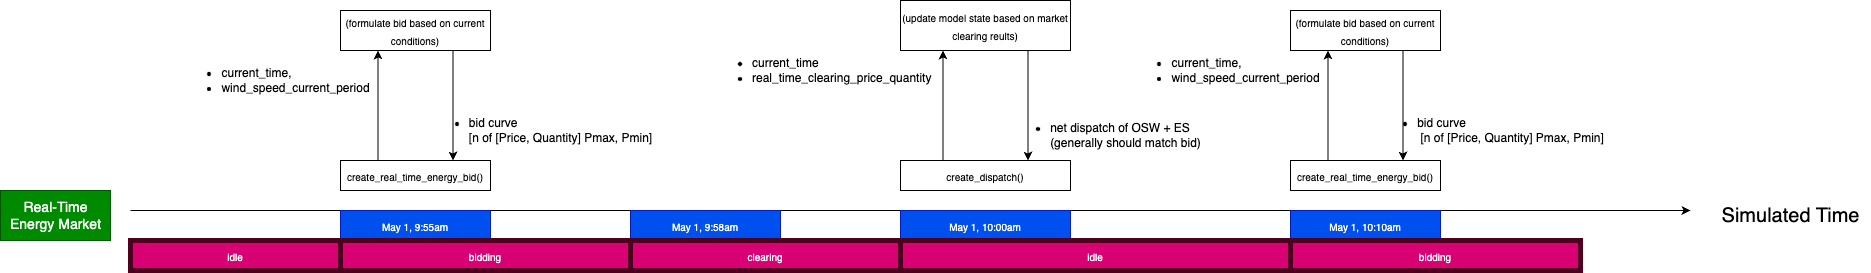 (formulate bid based on current
conditions)
(update model state based on market
clearing reults)
(formulate bid based on current
conditions)
• current_time,
• wind_speed_current_period
• current_time
• real_time_clearing_price_quantity
• current_time,
• wind_speed_current_period
• bid curve
[n of [Price, Quantity] Pmax, Pmin]
• net dispatch of OSW + ES
(generally should match bid)
• bid curve
[n of [Price, Quantity] Pmax, Pmin]
create_real_time_energy_bid()
create_dispatch()
create_real_time_energy_bid()
Real-Time
Energy Market
Simulated Time
May 1, 9:55am
May 1, 9:58am
May 1, 10:00am
May 1, 10:10am
idle
bidding
clearing
idle
bidding